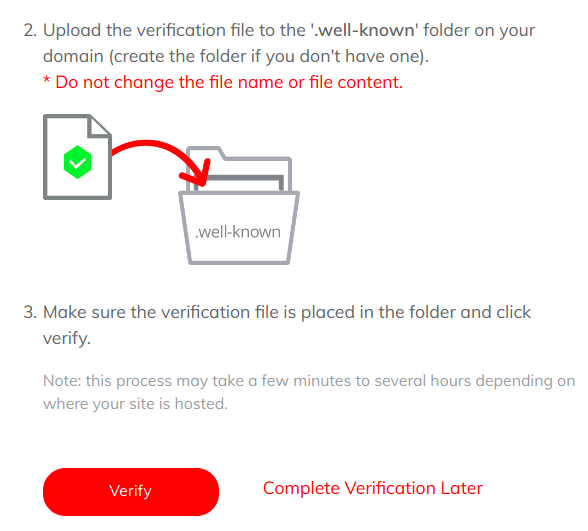 2. Upload the verification file to the '.well-known' folder on your
domain (create the folder if you don't have one).
* Do not change the file name or file content.
.well-known
3. Make sure the verification file is placed in the folder and click
verify.
Note: this process may take a few minutes to several hours depending on
where your site is hosted.
Verify
Complete Verification Later